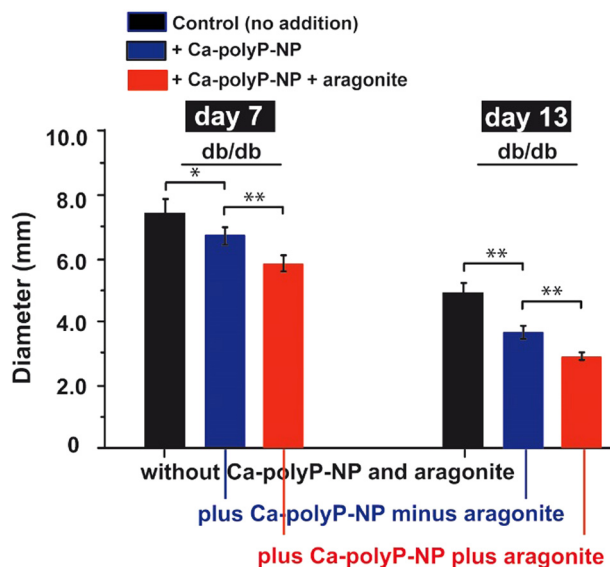 Control (no addition)
+ Ca-polyP-NP
+ Ca-polyP-NP + aragonite
day 7
day 13
db/db
db/db
*
**
**
**
Diameter (mm)
10.0
8.0
6.0
4.0
2.0
0
without Ca-polyP-NP and aragonite
plus Ca-polyP-NP minus aragonite
plus Ca-polyP-NP plus aragonite